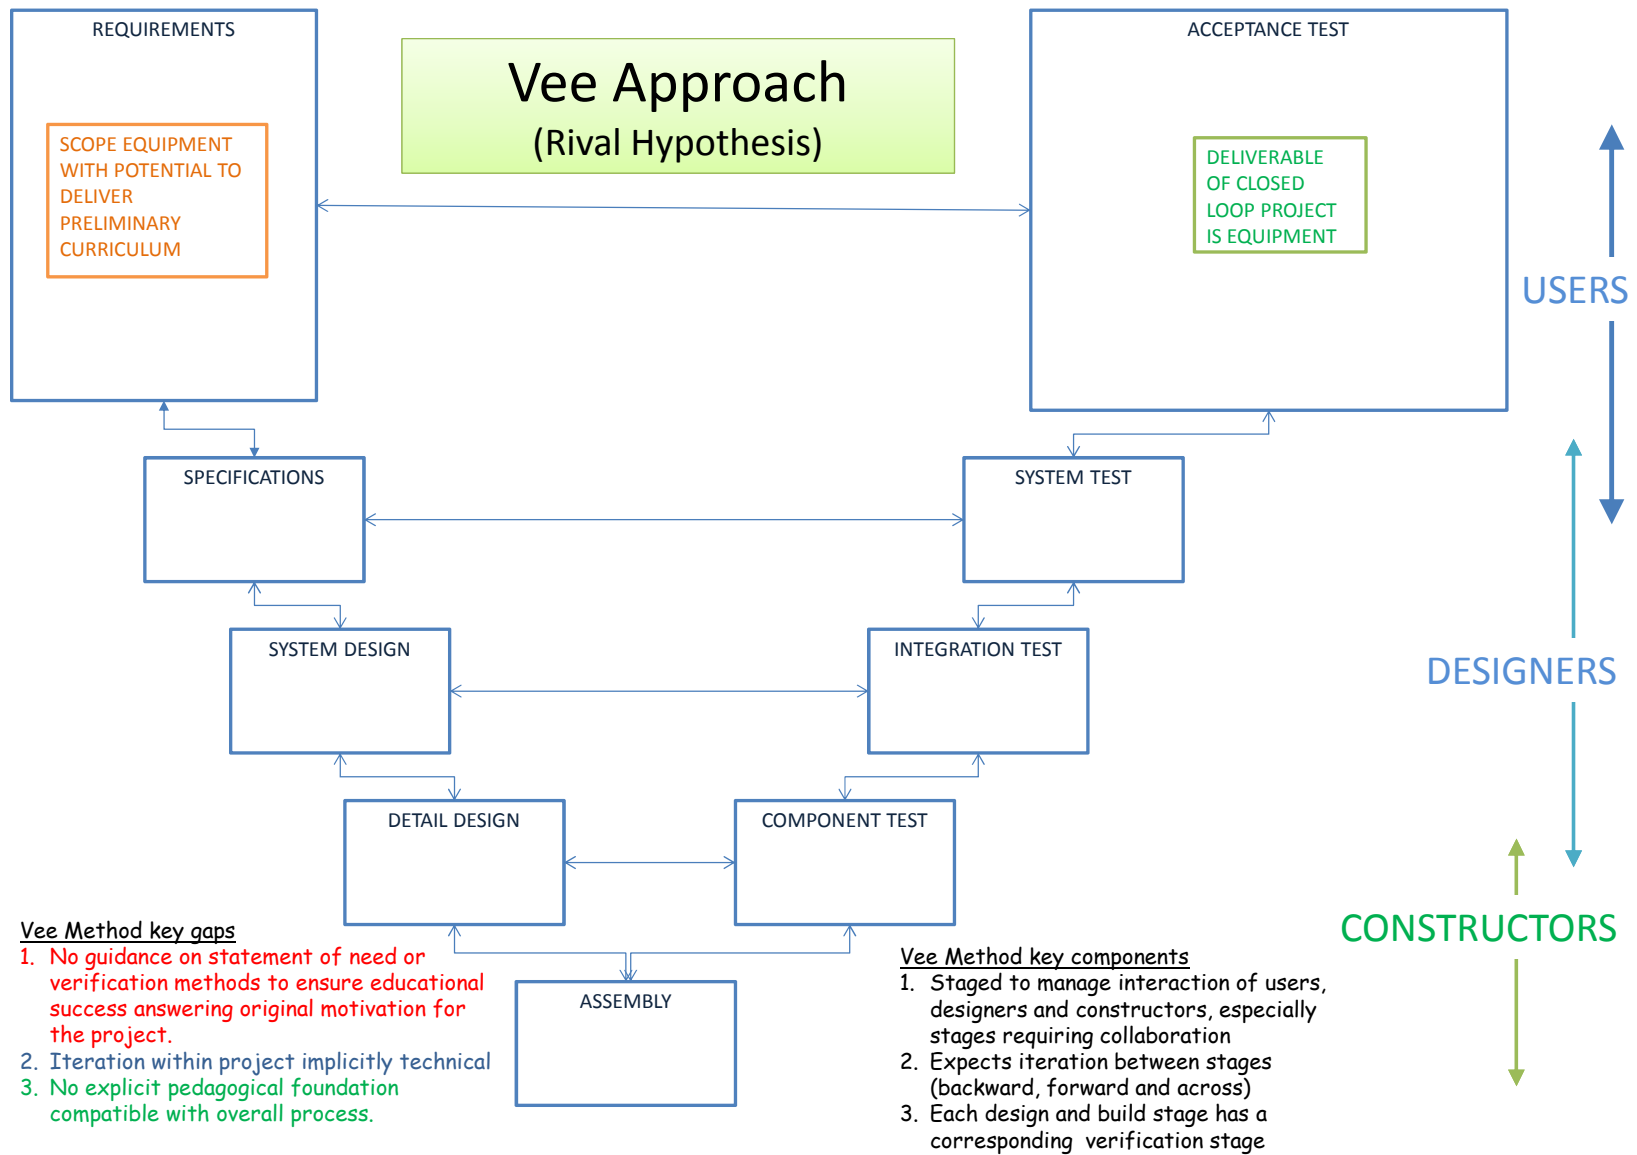 REQUIREMENTS
ACCEPTANCE TEST
Vee Approach
(Rival Hypothesis)
SCOPE EQUIPMENT
WITH POTENTIAL TO
DELIVER
PRELIMINARY
CURRICULUM
DELIVERABLE
OF CLOSED
LOOP PROJECT
IS EQUIPMENT
USERS
SPECIFICATIONS
SYSTEM TEST
SYSTEM DESIGN
INTEGRATION TEST
DESIGNERS
DETAIL DESIGN
COMPONENT TEST
CONSTRUCTORS
ASSEMBLY
Vee Method key gaps
1. No guidance on statement of need or
verification methods to ensure educational
success answering original motivation for
the project.
2. Iteration within project implicitly technical
3. No explicit pedagogical foundation
compatible with overall process.
Vee Method key components
1. Staged to manage interaction of users,
designers and constructors, especially
stages requiring collaboration
2. Expects iteration between stages
(backward, forward and across)
3. Each design and build stage has a
corresponding verification stage